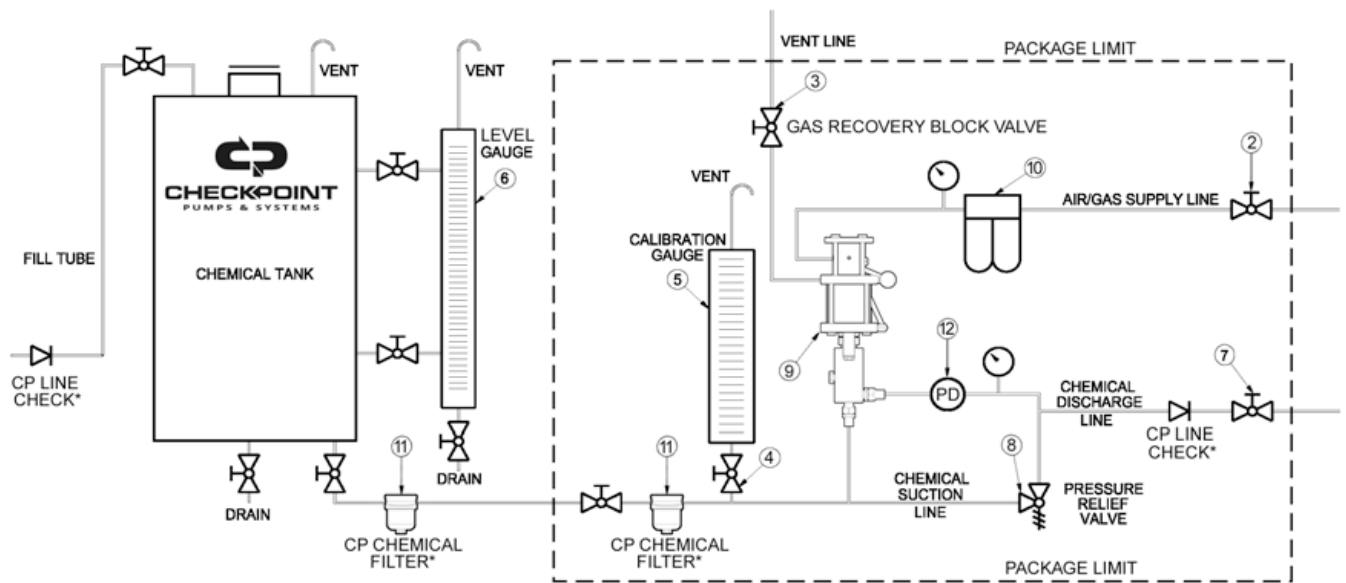 VENT LINE
PACKAGE LIMIT
VENT
VENT
3
GAS RECOVERY BLOCK VALVE
2
LEVEL
GAUGE
6
CHECKPOINT
PUMPS & SYSTEMS
VENT
10
AIR/GAS SUPPLY LINE
FILL TUBE
CHEMICAL TANK
CALIBRATION
GAUGE
5
9
12
PD
7
CP LINE
CHECK*
CHEMICAL
DISCHARGE
LINE
CP LINE
CHECK*
11
DRAIN
4
8
CHEMICAL
SUCTION
LINE
PRESSURE
RELIEF
VALVE
DRAIN
11
CP CHEMICAL
FILTER*
CP CHEMICAL
FILTER*
PACKAGE LIMIT